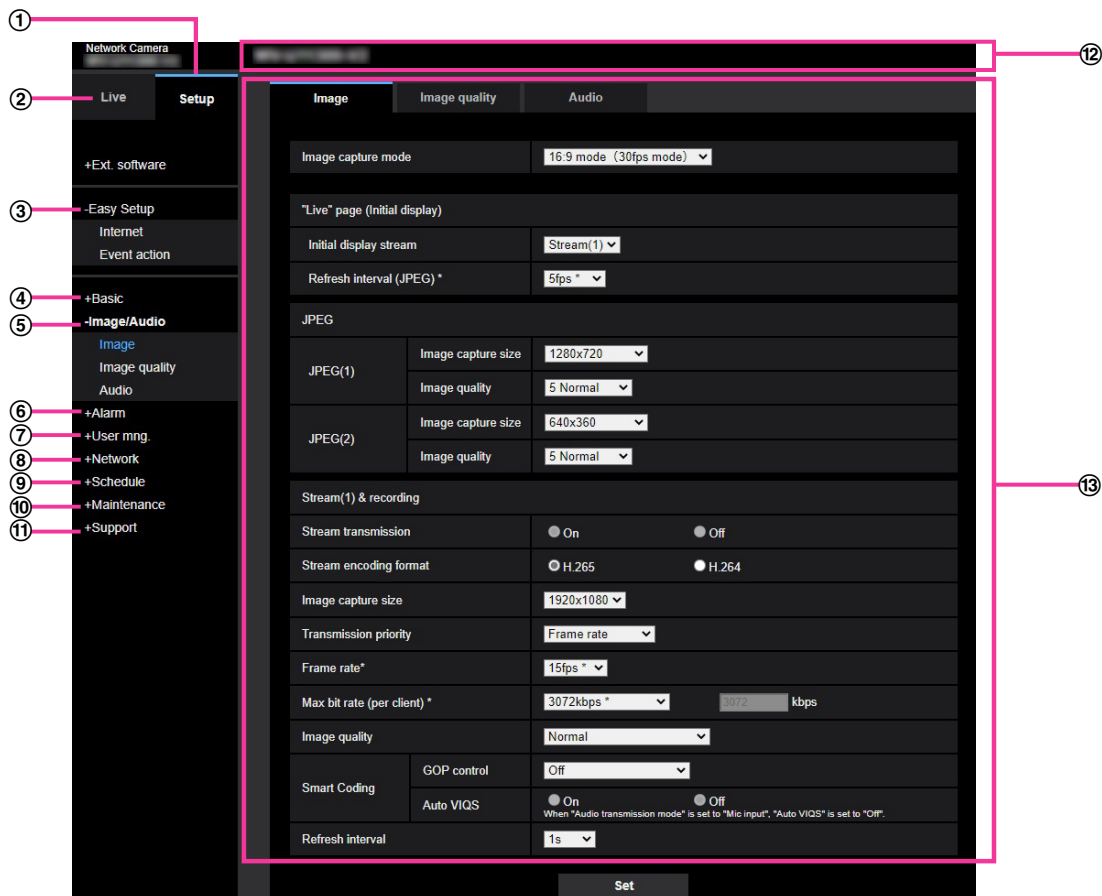 ①
Network Camera
⑫
② Live Setup
Image Image quality Audio
+Ext. software
③ -Easy Setup
Internet
Event action
④ +Basic
⑤ -Image/Audio
Image
Image quality
Audio
⑥ +Alarm
⑦ +User mng.
⑧ +Network
⑨ +Schedule
⑩ +Maintenance
⑪ +Support
Image capture mode 16:9 mode (30fps mode)
"Live" page (Initial display)
Initial display stream Stream(1)
Refresh interval (JPEG) * 5fps *
JPEG
JPEG(1)
Image capture size 1280x720
Image quality 5 Normal
JPEG(2)
Image capture size 640x360
Image quality 5 Normal
⑬
Stream(1) & recording
Stream transmission On Off
Stream encoding format H.265 H.264
Image capture size 1920x1080
Transmission priority Frame rate
Frame rate* 15fps *
Max bit rate (per client) * 3072kbps * 3072 kbps
Image quality Normal
Smart Coding
GOP control Off
Auto VIQS On Off
When "Audio transmission mode" is set to "Mic input", "Auto VIQS" is set to "Off".
Refresh interval 1s
Set